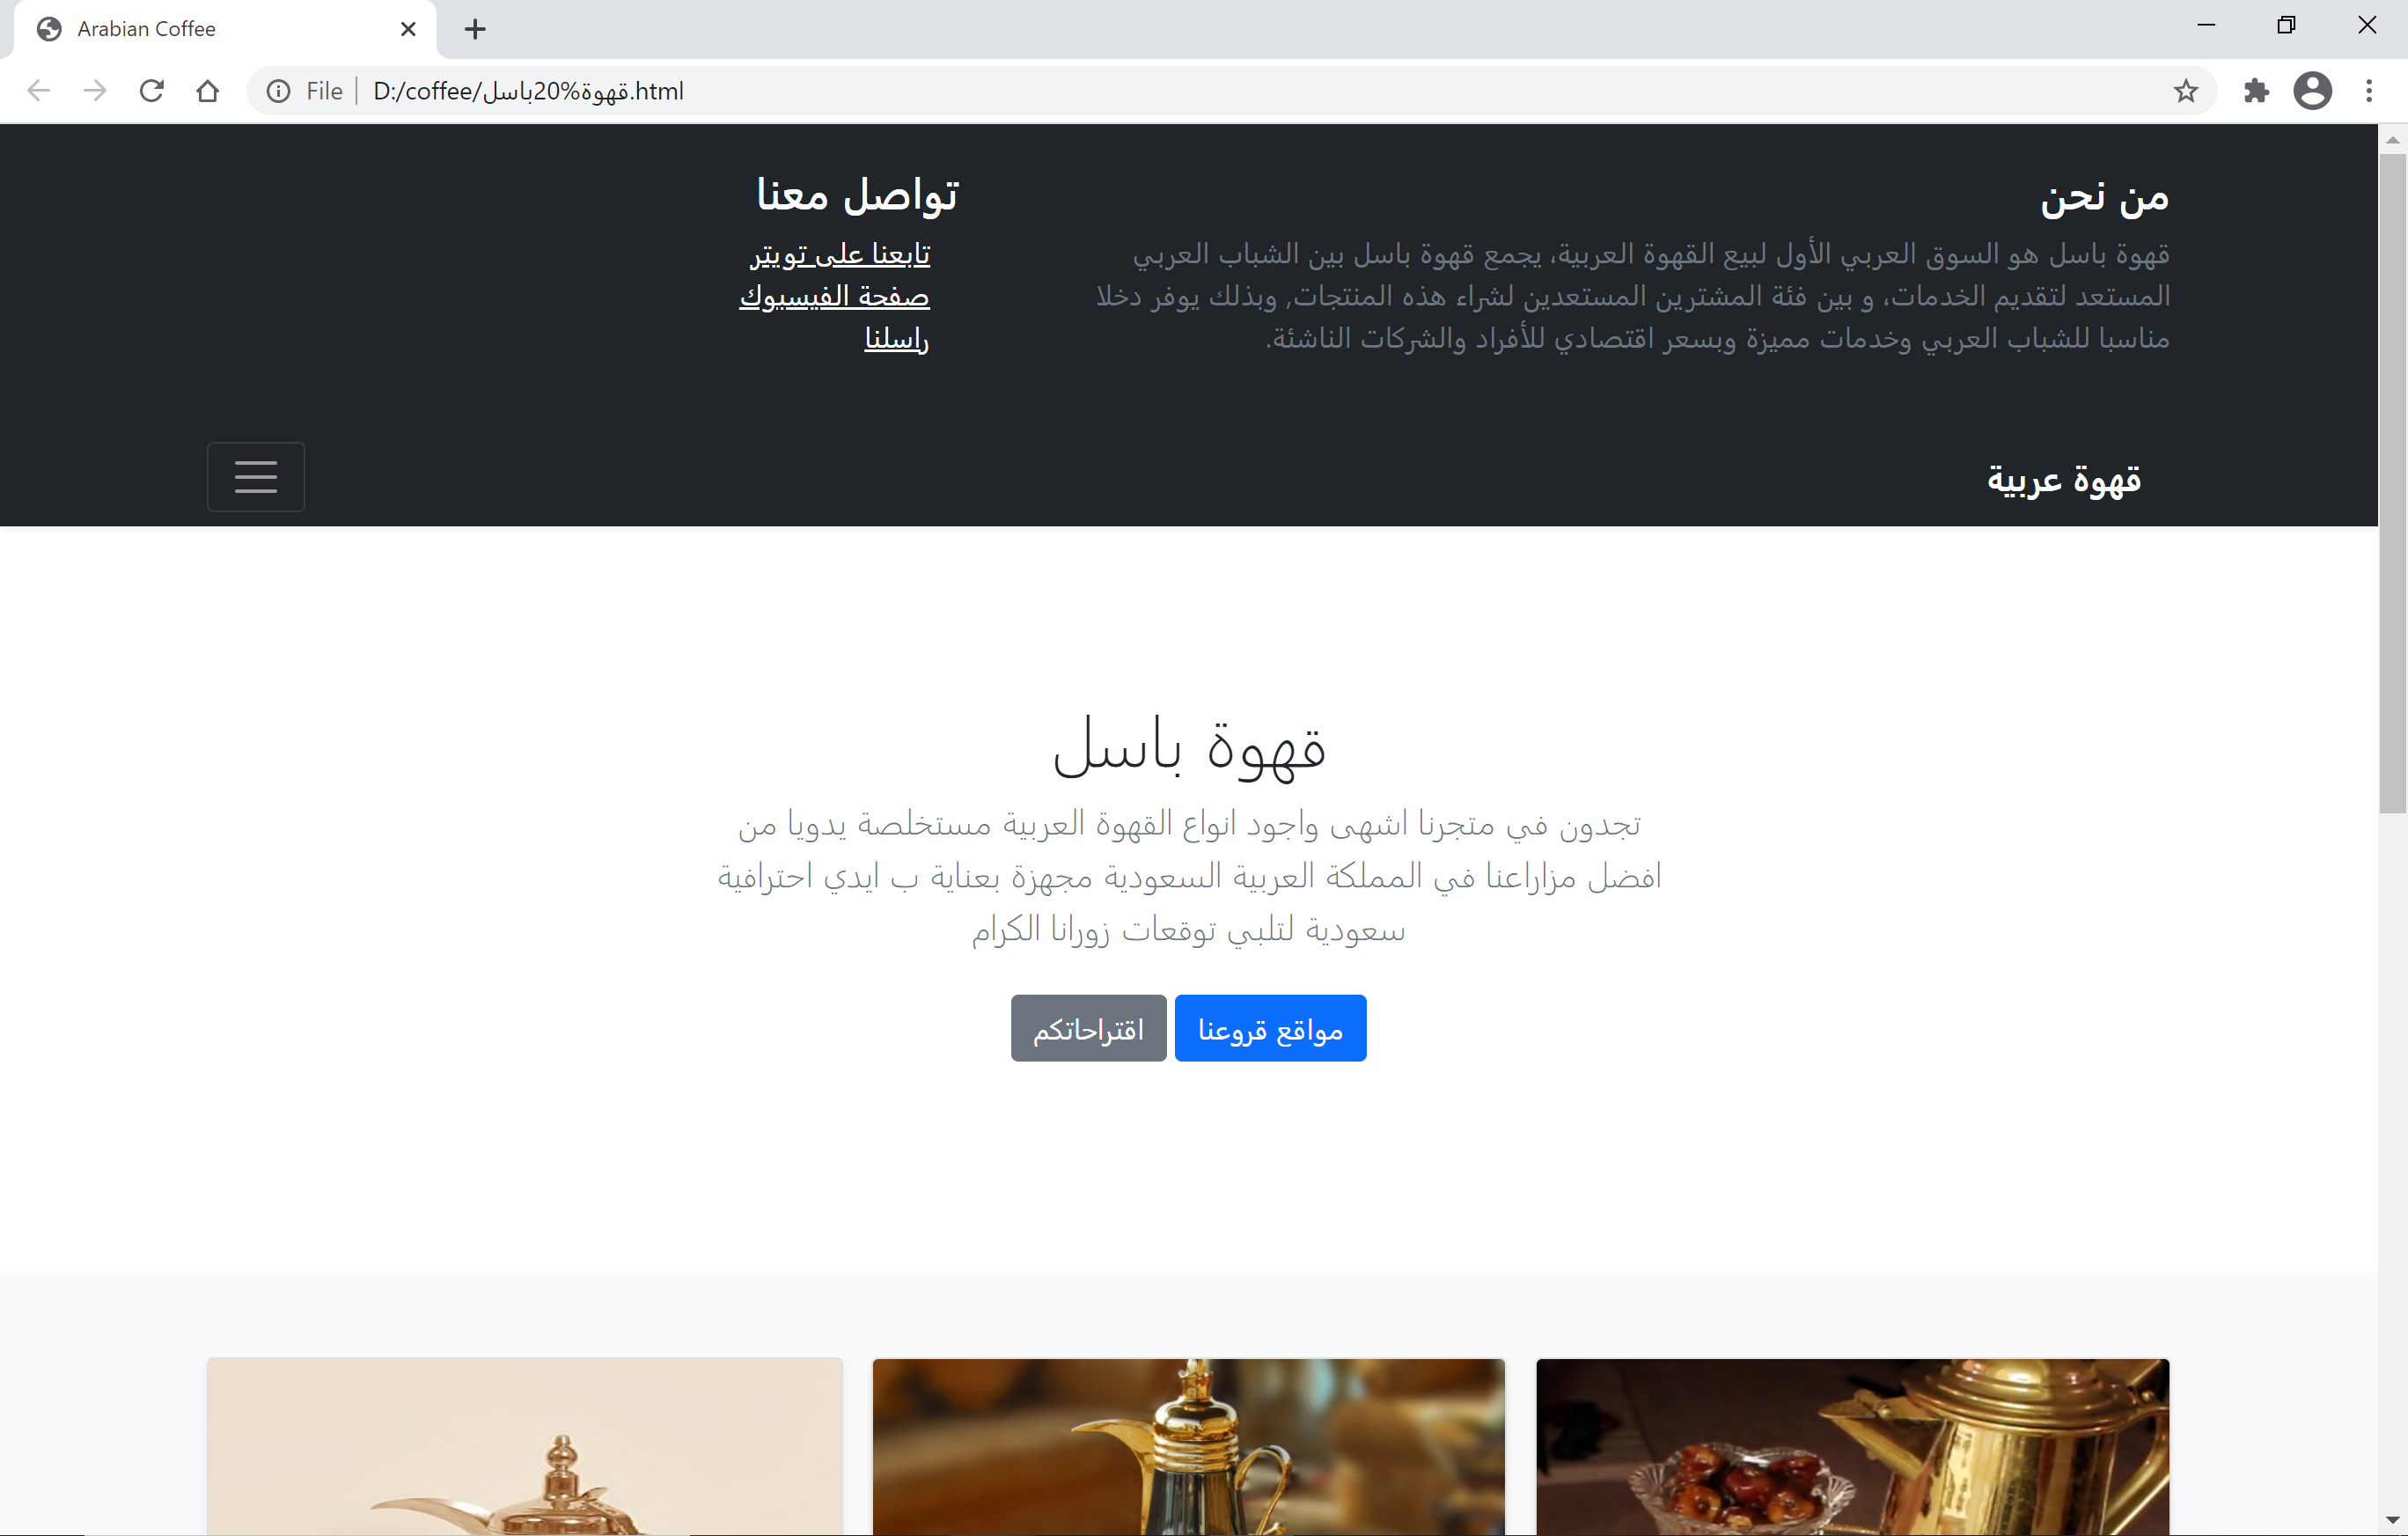 Arabian Coffee
File | D:/coffee/قهوة%20باسل.html
من نحن
قهوة باسل هو السوق العربي الأول لبيع القهوة العربية، يجمع قهوة باسل بين الشباب العربي
المستعد لتقديم الخدمات، و بين فئة المشترين المستعدين لشراء هذه المنتجات, وبذلك يوفر دخلا
مناسبا للشباب العربي وخدمات مميزة وبسعر اقتصادي للأفراد والشركات الناشئة.
تواصل معنا
تابعنا على تويتر
صفحة الفيسبوك
راسلنا
قهوة عربية
قهوة باسل
تجدون في متجرنا اشهى واجود انواع القهوة العربية مستخلصة يدويا من
افضل مزاراعنا في المملكة العربية السعودية مجهزة بعناية ب ايدي احترافية
سعودية لتلبي توقعات زورانا الكرام
مواقع قروعنا
اقتراحاتكم